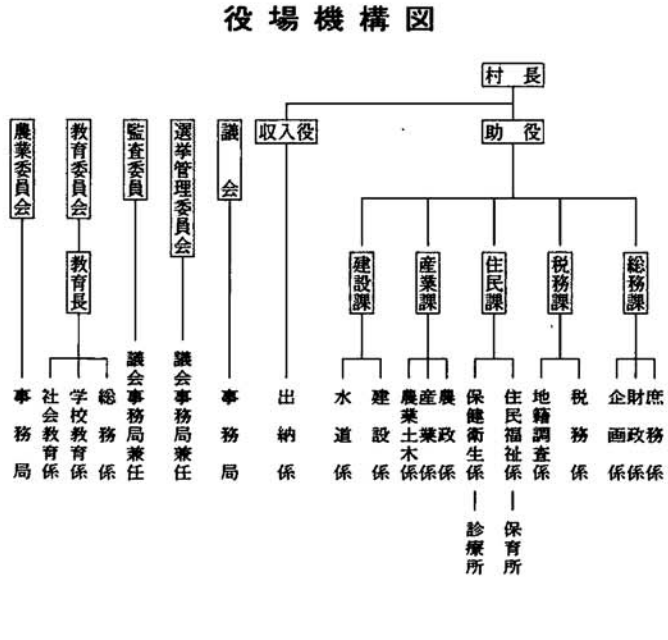 役場機構図
村長
助役
収入役
議会
選挙管理委員会
監査委員
教育委員会
農業委員会
総務課
税務課
住民課
産業課
建設課
教育長
庶務係
財政係
企画係
税務係
地籍調査係
住民福祉係
保健衛生係
農政係
産業係
農業土木係
建設係
水道係
出納係
事務局
議会事務局兼任
議会事務局兼任
総務係
学校教育係
社会教育係
事務局
保育所
診療所